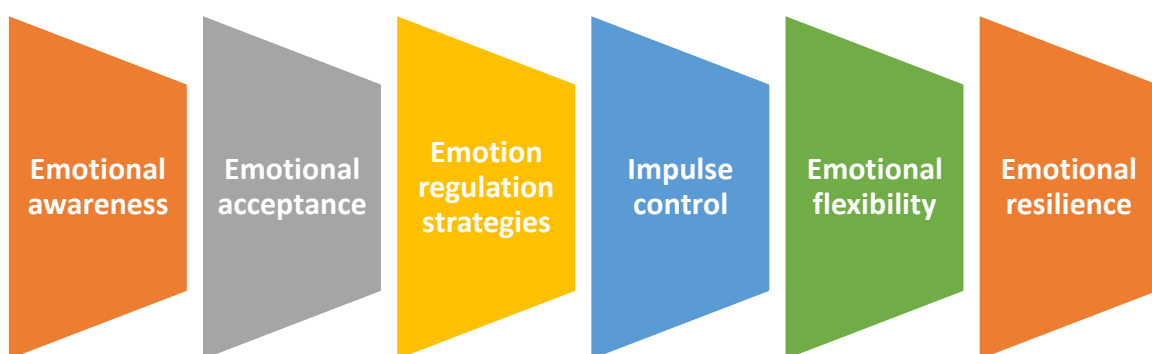 Emotional
awareness
Emotional
acceptance
Emotion
regulation
strategies
Impulse
control
Emotional
flexibility
Emotional
resilience